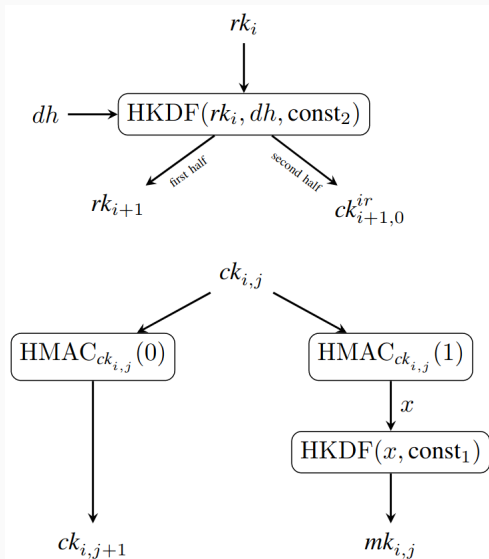 rk_i
dh
HKDF(rk_i, dh, const_2)
first half
second half
rk_{i+1}
ck^{ir}_{i+1,0}
ck_{i,j}
HMAC_{ck_{i,j}}(0)
HMAC_{ck_{i,j}}(1)
x
HKDF(x, const_1)
ck_{i,j+1}
mk_{i,j}